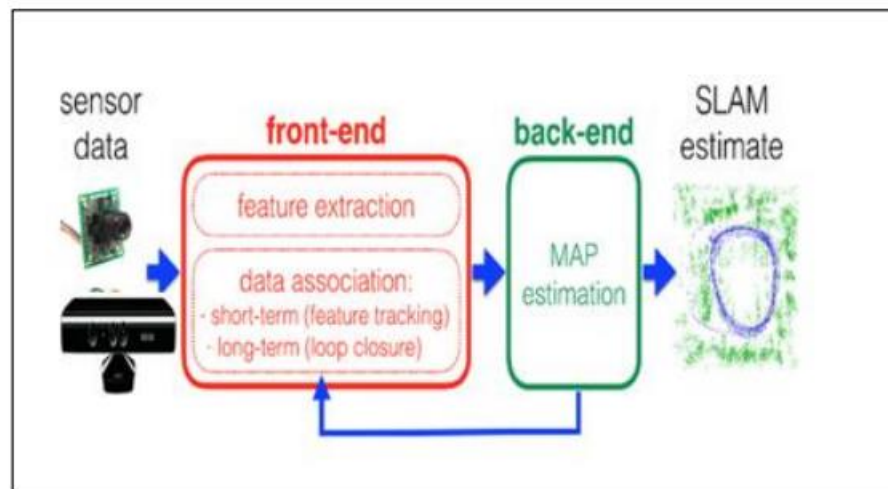 sensor
data
front-end
feature extraction
data association:
- short-term (feature tracking)
- long-term (loop closure)
back-end
MAP
estimation
SLAM
estimate